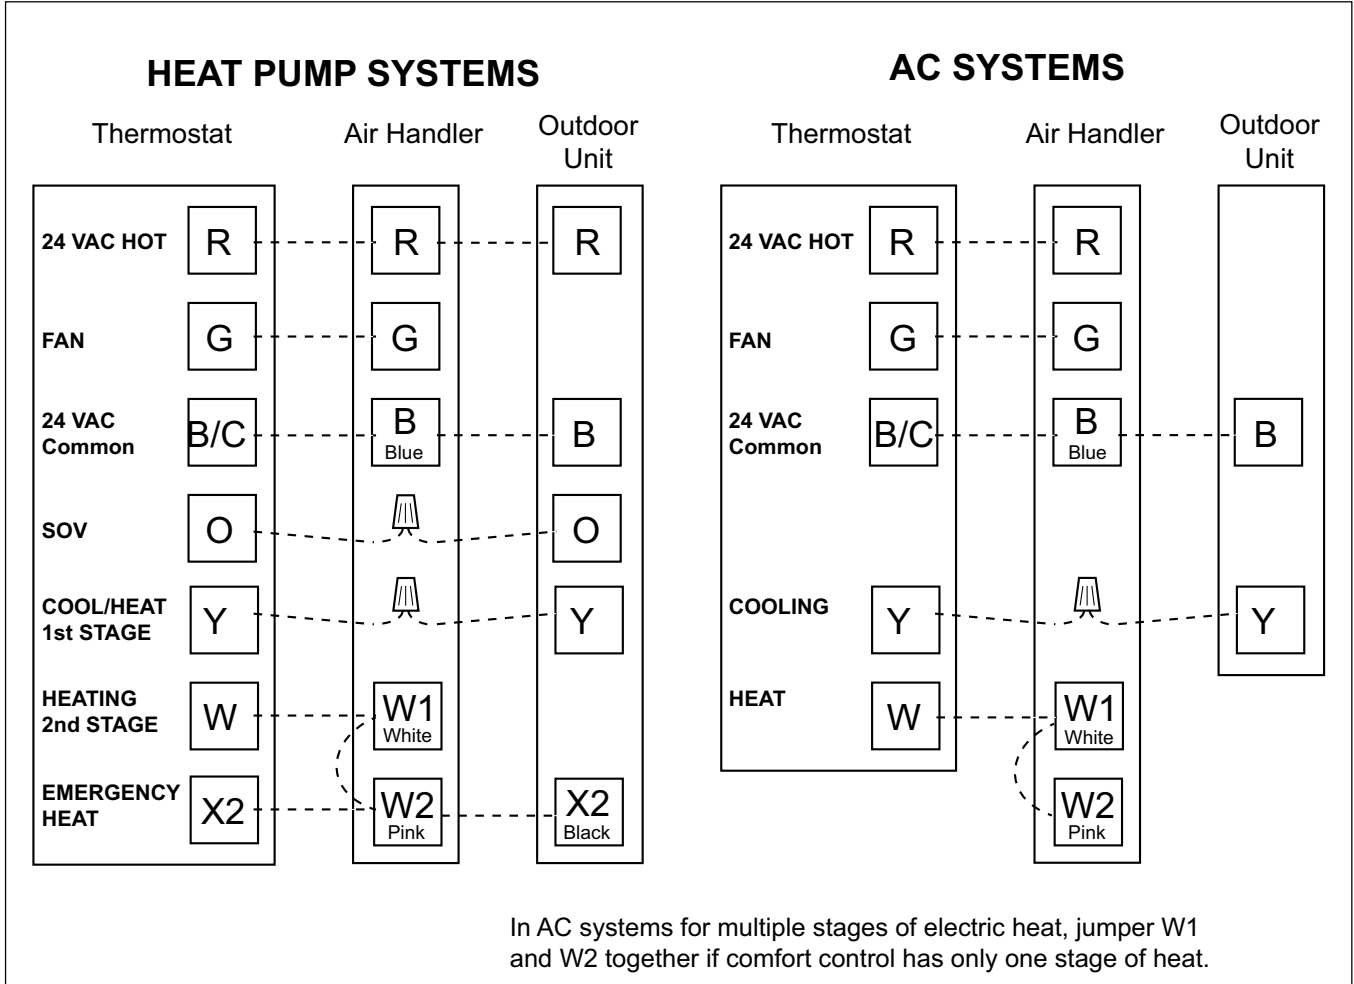 HEAT PUMP SYSTEMS
Thermostat
Air Handler
Outdoor
Unit
24 VAC HOT
R
R
R
FAN
G
G
24 VAC
Common
B/C
B
Blue
B
SOV
O
O
COOL/HEAT
1st STAGE
Y
Y
HEATING
2nd STAGE
W
W1
White
EMERGENCY
HEAT
X2
W2
Pink
X2
Black
AC SYSTEMS
Thermostat
Air Handler
Outdoor
Unit
24 VAC HOT
R
R
FAN
G
G
24 VAC
Common
B/C
B
Blue
B
COOLING
Y
Y
HEAT
W
W1
White
W2
Pink
In AC systems for multiple stages of electric heat, jumper W1
and W2 together if comfort control has only one stage of heat.